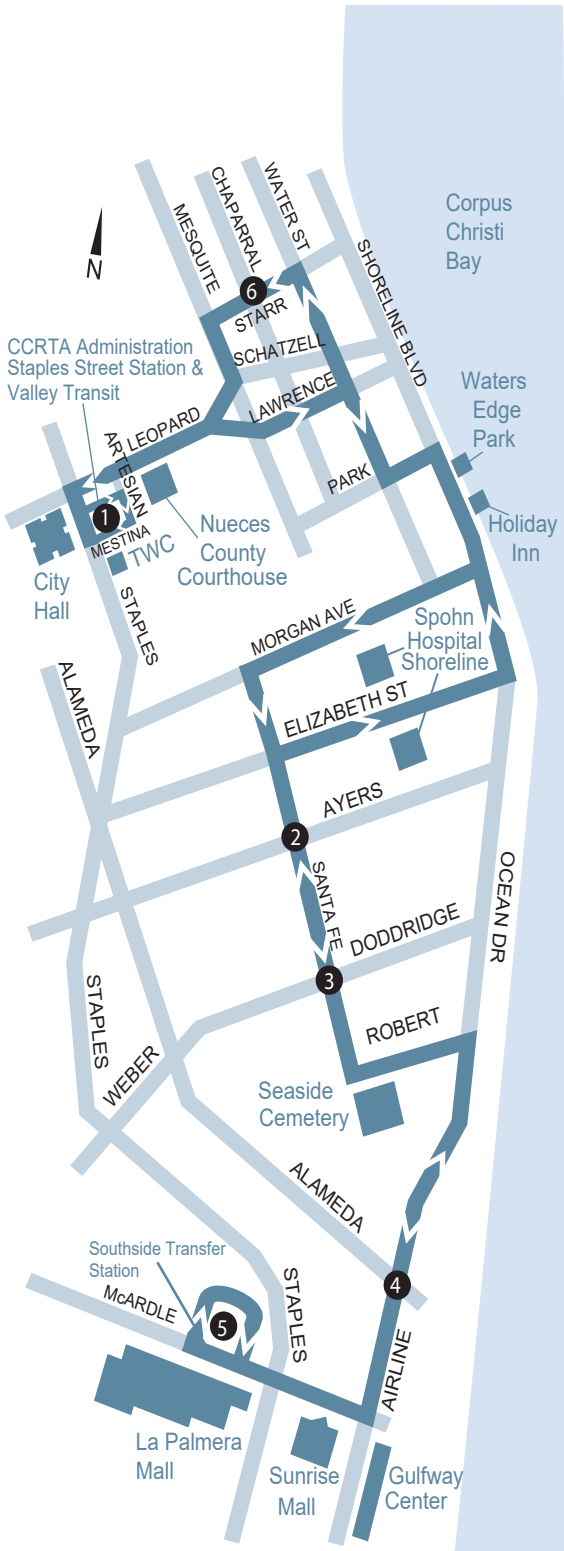 MESQUITE
CHAPARRAL
WATER ST
SHORELINE BLVD
Corpus
Christi
Bay
N
6
STARR
SCHATZELL
LAWRENCE
CCRTA Administration
Staples Street Station &
Valley Transit
LEOPARD
ARTESIAN
Waters
Edge
Park
PARK
1
MESTINA
TWC
Nueces
County
Courthouse
Holiday
Inn
City
Hall
STAPLES
MORGAN AVE
Spohn
Hospital
Shoreline
ALAMEDA
ELIZABETH ST
AYERS
2
SANTA FE
OCEAN DR
DODDRIDGE
3
STAPLES
ROBERT
WEBER
Seaside
Cemetery
ALAMEDA
Southside Transfer
Station
McARDLE
STAPLES
4
5
AIRLINE
La Palmera
Mall
Sunrise
Mall
Gulfway
Center